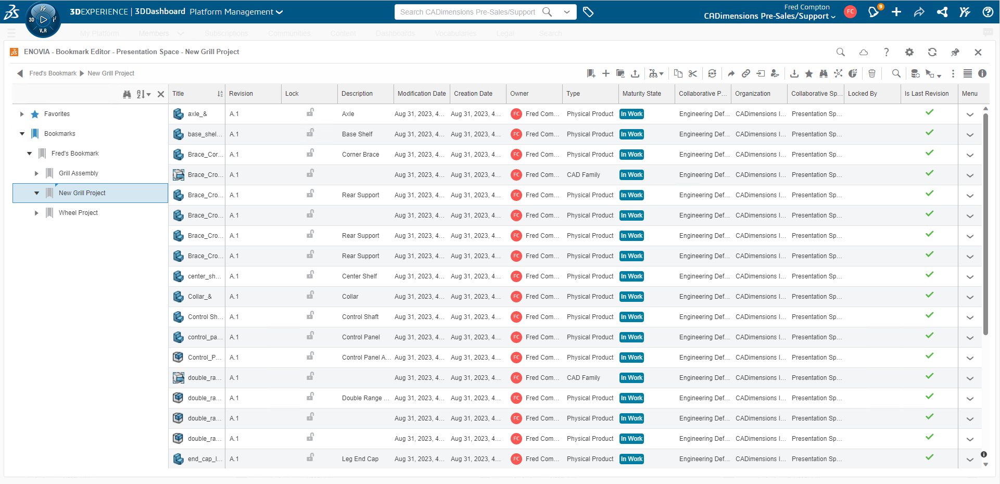 3DEXPERIENCE | 3DDashboard Platform Management
Search CADimensions Pre-Sales/Support
Fred Compton
CADimensions Pre-Sales/Support
FC
9
3D
V.R
My Platform Members Subscriptions Communities Content Dashboards Vocabularies Legal Search
ENOVIA - Bookmark Editor - Presentation Space - New Grill Project
Fred's Bookmark New Grill Project
Favorites
Bookmarks
Fred's Bookmark
Grill Assembly
New Grill Project
Wheel Project
Title Revision Lock Description Modification Date Creation Date Owner Type Maturity State Collaborative P... Organization Collaborative Sp... Locked By Is Last Revision Menu
axle_& A.1 Axle Aug 31, 2023, 4... Aug 31, 2023, 4... FC Fred Com... Physical Product In Work Engineering Def... CADimensions I... Presentation Sp...
base_shel... A.1 Base Shelf Aug 31, 2023, 4... Aug 31, 2023, 4... FC Fred Com... Physical Product In Work Engineering Def... CADimensions I... Presentation Sp...
Brace_Cor... A.1 Corner Brace Aug 31, 2023, 4... Aug 31, 2023, 4... FC Fred Com... Physical Product In Work Engineering Def... CADimensions I... Presentation Sp...
Brace_Cro... A.1 Aug 31, 2023, 4... Aug 31, 2023, 4... FC Fred Com... CAD Family In Work Engineering Def... CADimensions I... Presentation Sp...
Brace_Cro... A.1 Rear Support Aug 31, 2023, 4... Aug 31, 2023, 4... FC Fred Com... Physical Product In Work Engineering Def... CADimensions I... Presentation Sp...
Brace_Cro... A.1 Aug 31, 2023, 4... Aug 31, 2023, 4... FC Fred Com... Physical Product In Work Engineering Def... CADimensions I... Presentation Sp...
Brace_Cro... A.1 Rear Support Aug 31, 2023, 4... Aug 31, 2023, 4... FC Fred Com... Physical Product In Work Engineering Def... CADimensions I... Presentation Sp...
Brace_Cro... A.1 Rear Support Aug 31, 2023, 4... Aug 31, 2023, 4... FC Fred Com... Physical Product In Work Engineering Def... CADimensions I... Presentation Sp...
center_sh... A.1 Center Shelf Aug 31, 2023, 4... Aug 31, 2023, 4... FC Fred Com... Physical Product In Work Engineering Def... CADimensions I... Presentation Sp...
Collar_& A.1 Collar Aug 31, 2023, 4... Aug 31, 2023, 4... FC Fred Com... Physical Product In Work Engineering Def... CADimensions I... Presentation Sp...
Control Sh... A.1 Control Shaft Aug 31, 2023, 4... Aug 31, 2023, 4... FC Fred Com... Physical Product In Work Engineering Def... CADimensions I... Presentation Sp...
control_pa... A.1 Control Panel Aug 31, 2023, 4... Aug 31, 2023, 4... FC Fred Com... Physical Product In Work Engineering Def... CADimensions I... Presentation Sp...
Control_P... A.1 Control Panel A... Aug 31, 2023, 4... Aug 31, 2023, 4... FC Fred Com... Physical Product In Work Engineering Def... CADimensions I... Presentation Sp...
double_ra... A.1 Aug 31, 2023, 4... Aug 31, 2023, 4... FC Fred Com... CAD Family In Work Engineering Def... CADimensions I... Presentation Sp...
double_ra... A.1 Double Range ... Aug 31, 2023, 4... Aug 31, 2023, 4... FC Fred Com... Physical Product In Work Engineering Def... CADimensions I... Presentation Sp...
double_ra... A.1 Aug 31, 2023, 4... Aug 31, 2023, 4... FC Fred Com... Physical Product In Work Engineering Def... CADimensions I... Presentation Sp...
double_ra... A.1 Aug 31, 2023, 4... Aug 31, 2023, 4... FC Fred Com... Physical Product In Work Engineering Def... CADimensions I... Presentation Sp...
end_cap_l... A.1 Leg End Cap Aug 31, 2023, 4... Aug 31, 2023, 4... FC Fred Com... Physical Product In Work Engineering Def... CADimensions I... Presentation Sp...